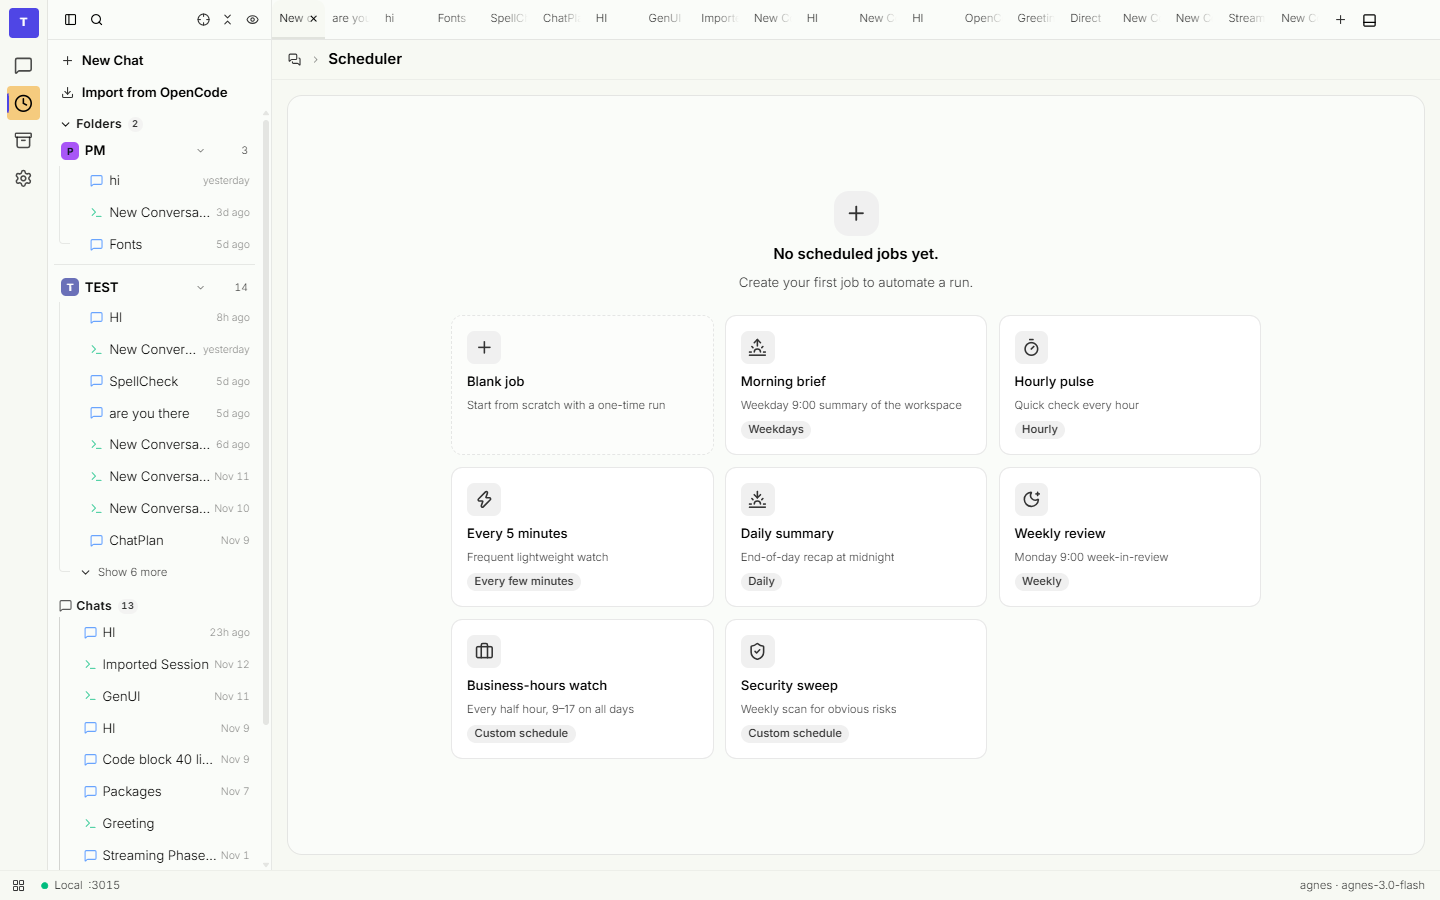 T
New Chat
Import from OpenCode
Folders 2
P PM 3
hi yesterday
New Conversa... 3d ago
Fonts 5d ago
T TEST 14
HI 8h ago
New Conver... yesterday
SpellCheck 5d ago
are you there 5d ago
New Conversa... 6d ago
New Conversa... Nov 11
New Conversa... Nov 10
ChatPlan Nov 9
Show 6 more
Chats 13
HI 23h ago
Imported Session Nov 12
GenUI Nov 11
HI Nov 9
Code block 40 li... Nov 9
Packages Nov 7
Greeting
Streaming Phase... Nov 1
New are you hi Fonts Spell ChatPl HI GenUI Import New C HI New C HI Open Greetin Direct New C New C Stream New C
Scheduler
No scheduled jobs yet.
Create your first job to automate a run.
Blank job
Start from scratch with a one-time run
Morning brief
Weekday 9:00 summary of the workspace
Weekdays
Hourly pulse
Quick check every hour
Hourly
Every 5 minutes
Frequent lightweight watch
Every few minutes
Daily summary
End-of-day recap at midnight
Daily
Weekly review
Monday 9:00 week-in-review
Weekly
Business-hours watch
Every half hour, 9–17 on all days
Custom schedule
Security sweep
Weekly scan for obvious risks
Custom schedule
Local :3015
agnes · agnes-3.0-flash